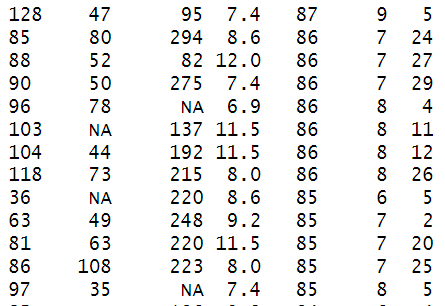 128 47 95 7.4 87 9 5
85 80 294 8.6 86 7 24
88 52 82 12.0 86 7 27
90 50 275 7.4 86 7 29
96 78 NA 6.9 86 8 4
103 NA 137 11.5 86 8 11
104 44 192 11.5 86 8 12
118 73 215 8.0 86 8 26
36 NA 220 8.6 85 6 5
63 49 248 9.2 85 7 2
81 63 220 11.5 85 7 20
86 108 223 8.0 85 7 25
97 35 NA 7.4 85 8 5